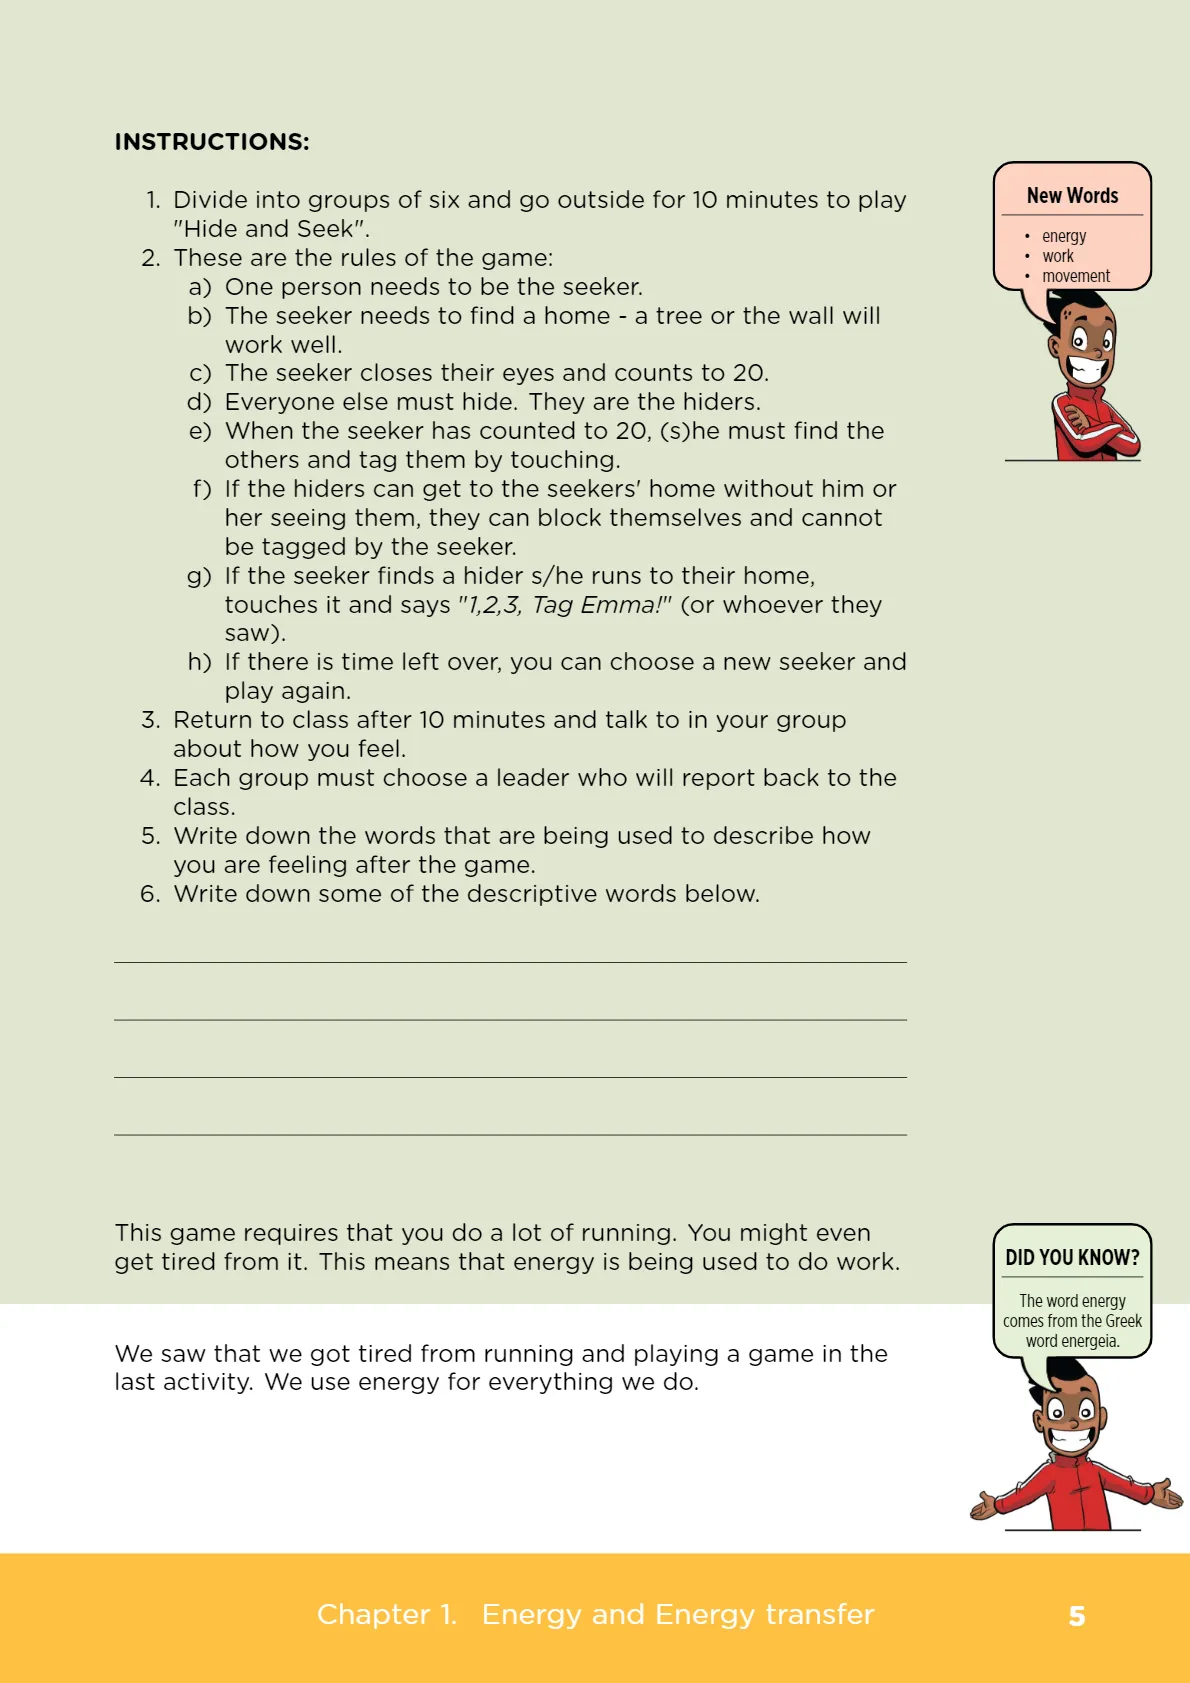 INSTRUCTIONS:
1. Divide into groups of six and go outside for 10 minutes to play
"Hide and Seek".
2. These are the rules of the game:
a) One person needs to be the seeker.
b) The seeker needs to find a home - a tree or the wall will
work well.
c) The seeker closes their eyes and counts to 20.
d) Everyone else must hide. They are the hiders.
e) When the seeker has counted to 20, (s)he must find the
others and tag them by touching.
f) If the hiders can get to the seekers' home without him or
her seeing them, they can block themselves and cannot
be tagged by the seeker.
g) If the seeker finds a hider s/he runs to their home,
touches it and says "1,2,3, Tag Emma!" (or whoever they
saw).
h) If there is time left over, you can choose a new seeker and
play again.
3. Return to class after 10 minutes and talk to in your group
about how you feel.
4. Each group must choose a leader who will report back to the
class.
5. Write down the words that are being used to describe how
you are feeling after the game.
6. Write down some of the descriptive words below.
This game requires that you do a lot of running. You might even
get tired from it. This means that energy is being used to do work.
We saw that we got tired from running and playing a game in the
last activity. We use energy for everything we do.
New Words
• energy
• work
• movement
DID YOU KNOW?
The word energy
comes from the Greek
word energeia.
Chapter 1. Energy and Energy transfer
5